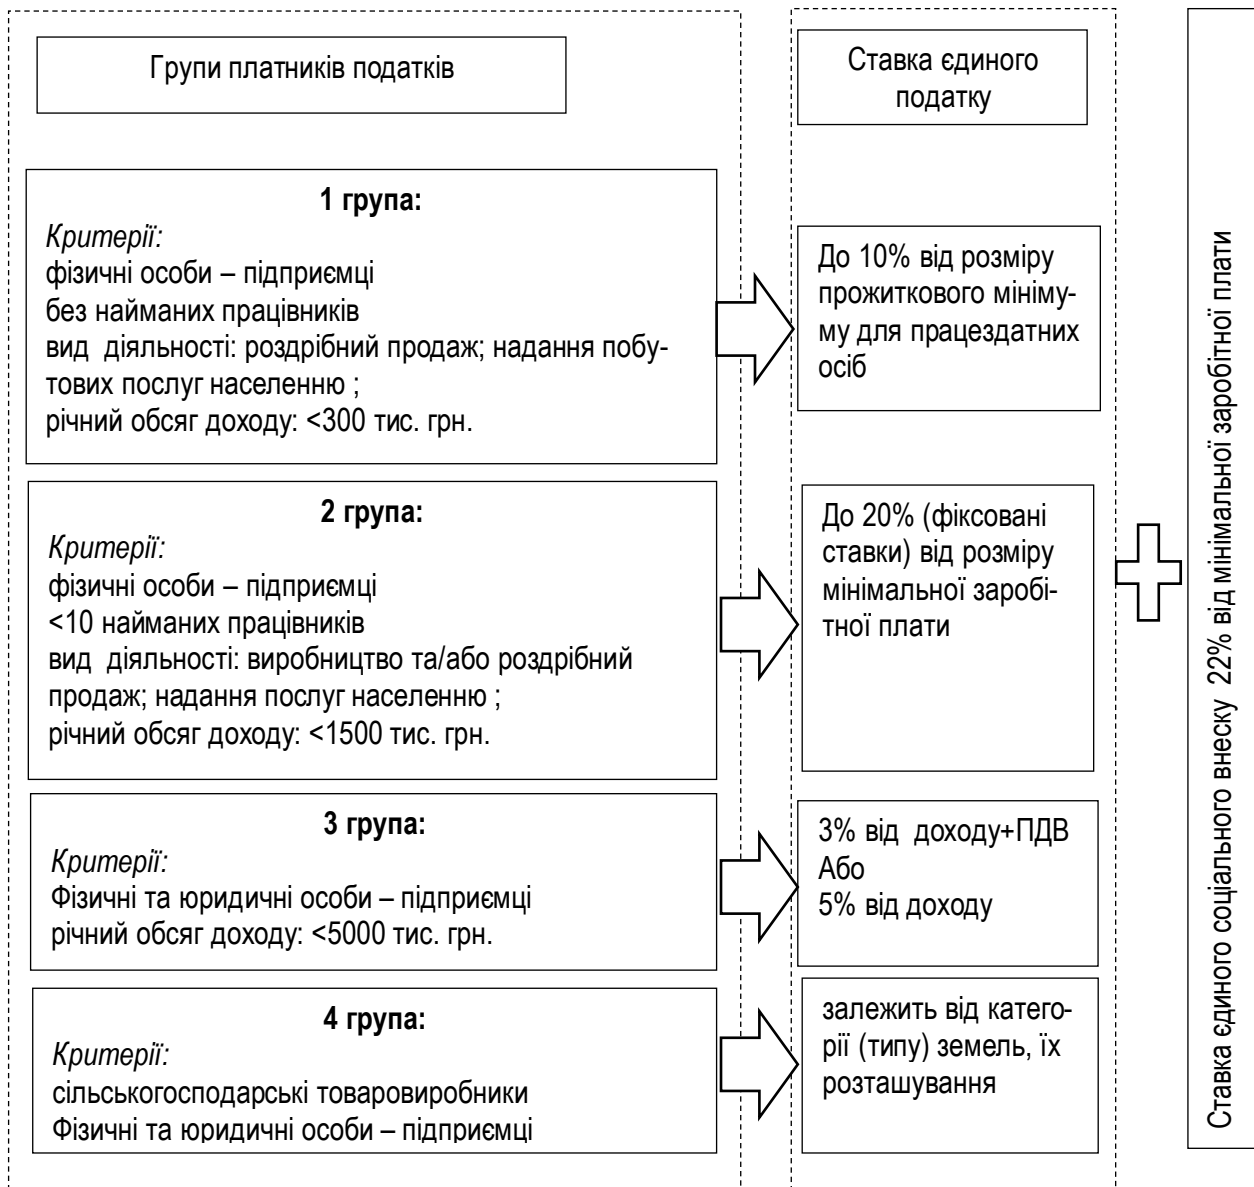 Групи платників податків
Ставка єдиного
податку
1 група:
Критерії:
фізичні особи – підприємці
без найманих працівників
вид діяльності: роздрібний продаж; надання побу-
тових послуг населенню ;
річний обсяг доходу: <300 тис. грн.
До 10% від розміру
прожиткового мініму-
му для працездатних
осіб
2 група:
Критерії:
фізичні особи – підприємці
<10 найманих працівників
вид діяльності: виробництво та/або роздрібний
продаж; надання послуг населенню ;
річний обсяг доходу: <1500 тис. грн.
До 20% (фіксовані
ставки) від розміру
мінімальної заробі-
тної плати
3 група:
Критерії:
Фізичні та юридичні особи – підприємці
річний обсяг доходу: <5000 тис. грн.
3% від доходу+ПДВ
Або
5% від доходу
4 група:
Критерії:
сільськогосподарські товаровиробники
Фізичні та юридичні особи – підприємці
залежить від катего-
рії (типу) земель, їх
розташування
Ставка єдиного соціального внеску 22% від мінімальної заробітної плати